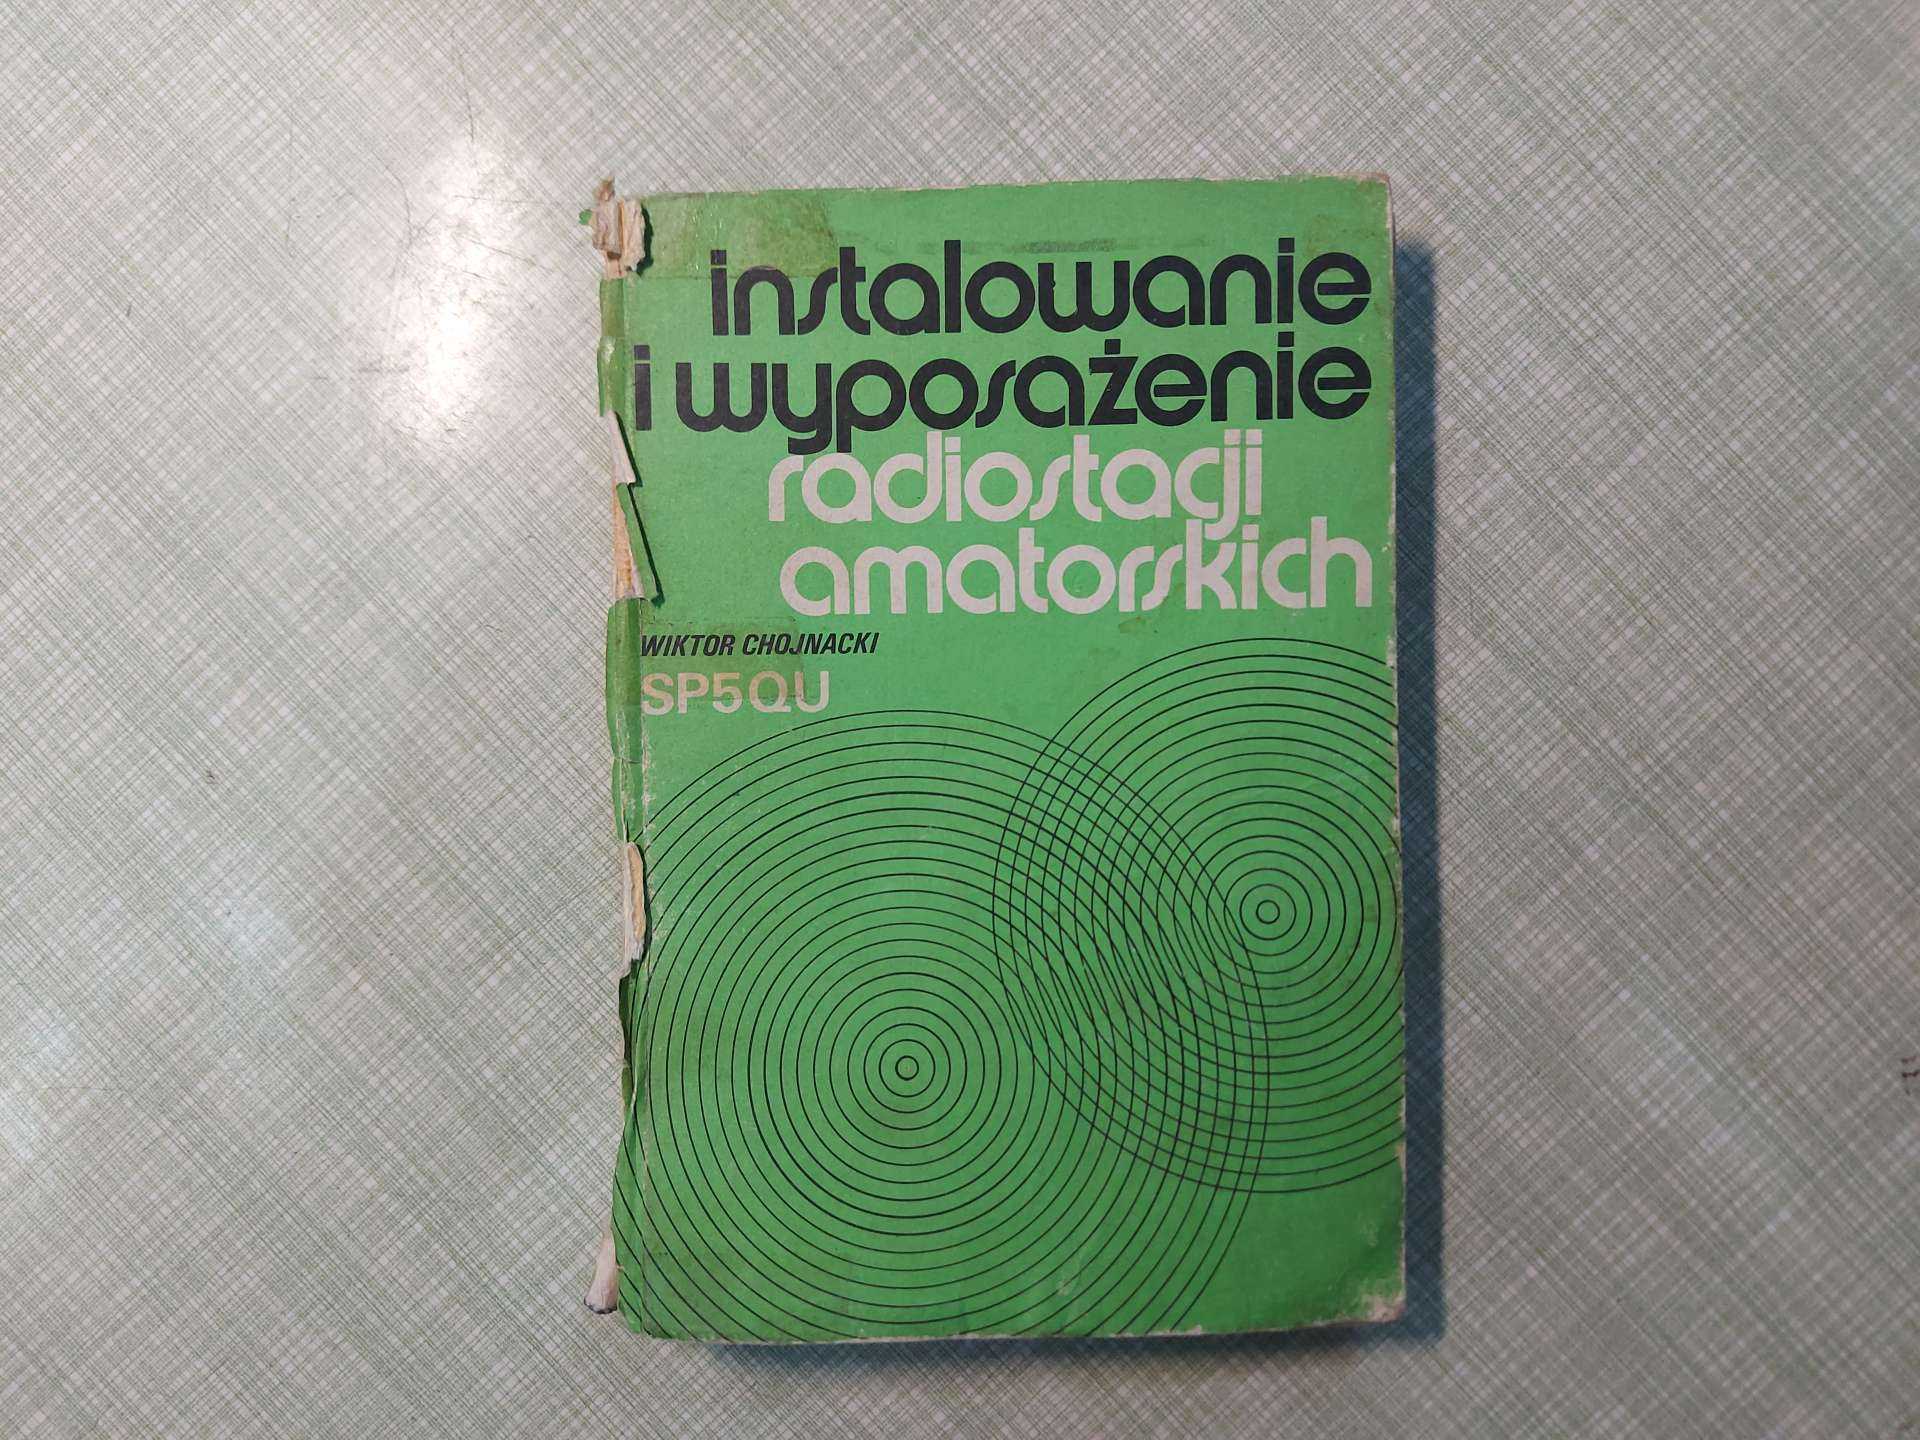 instalowanie
i wyposażenie
radiostacji
amatorskich
WIKTOR CHOJNACKI
SP5QU